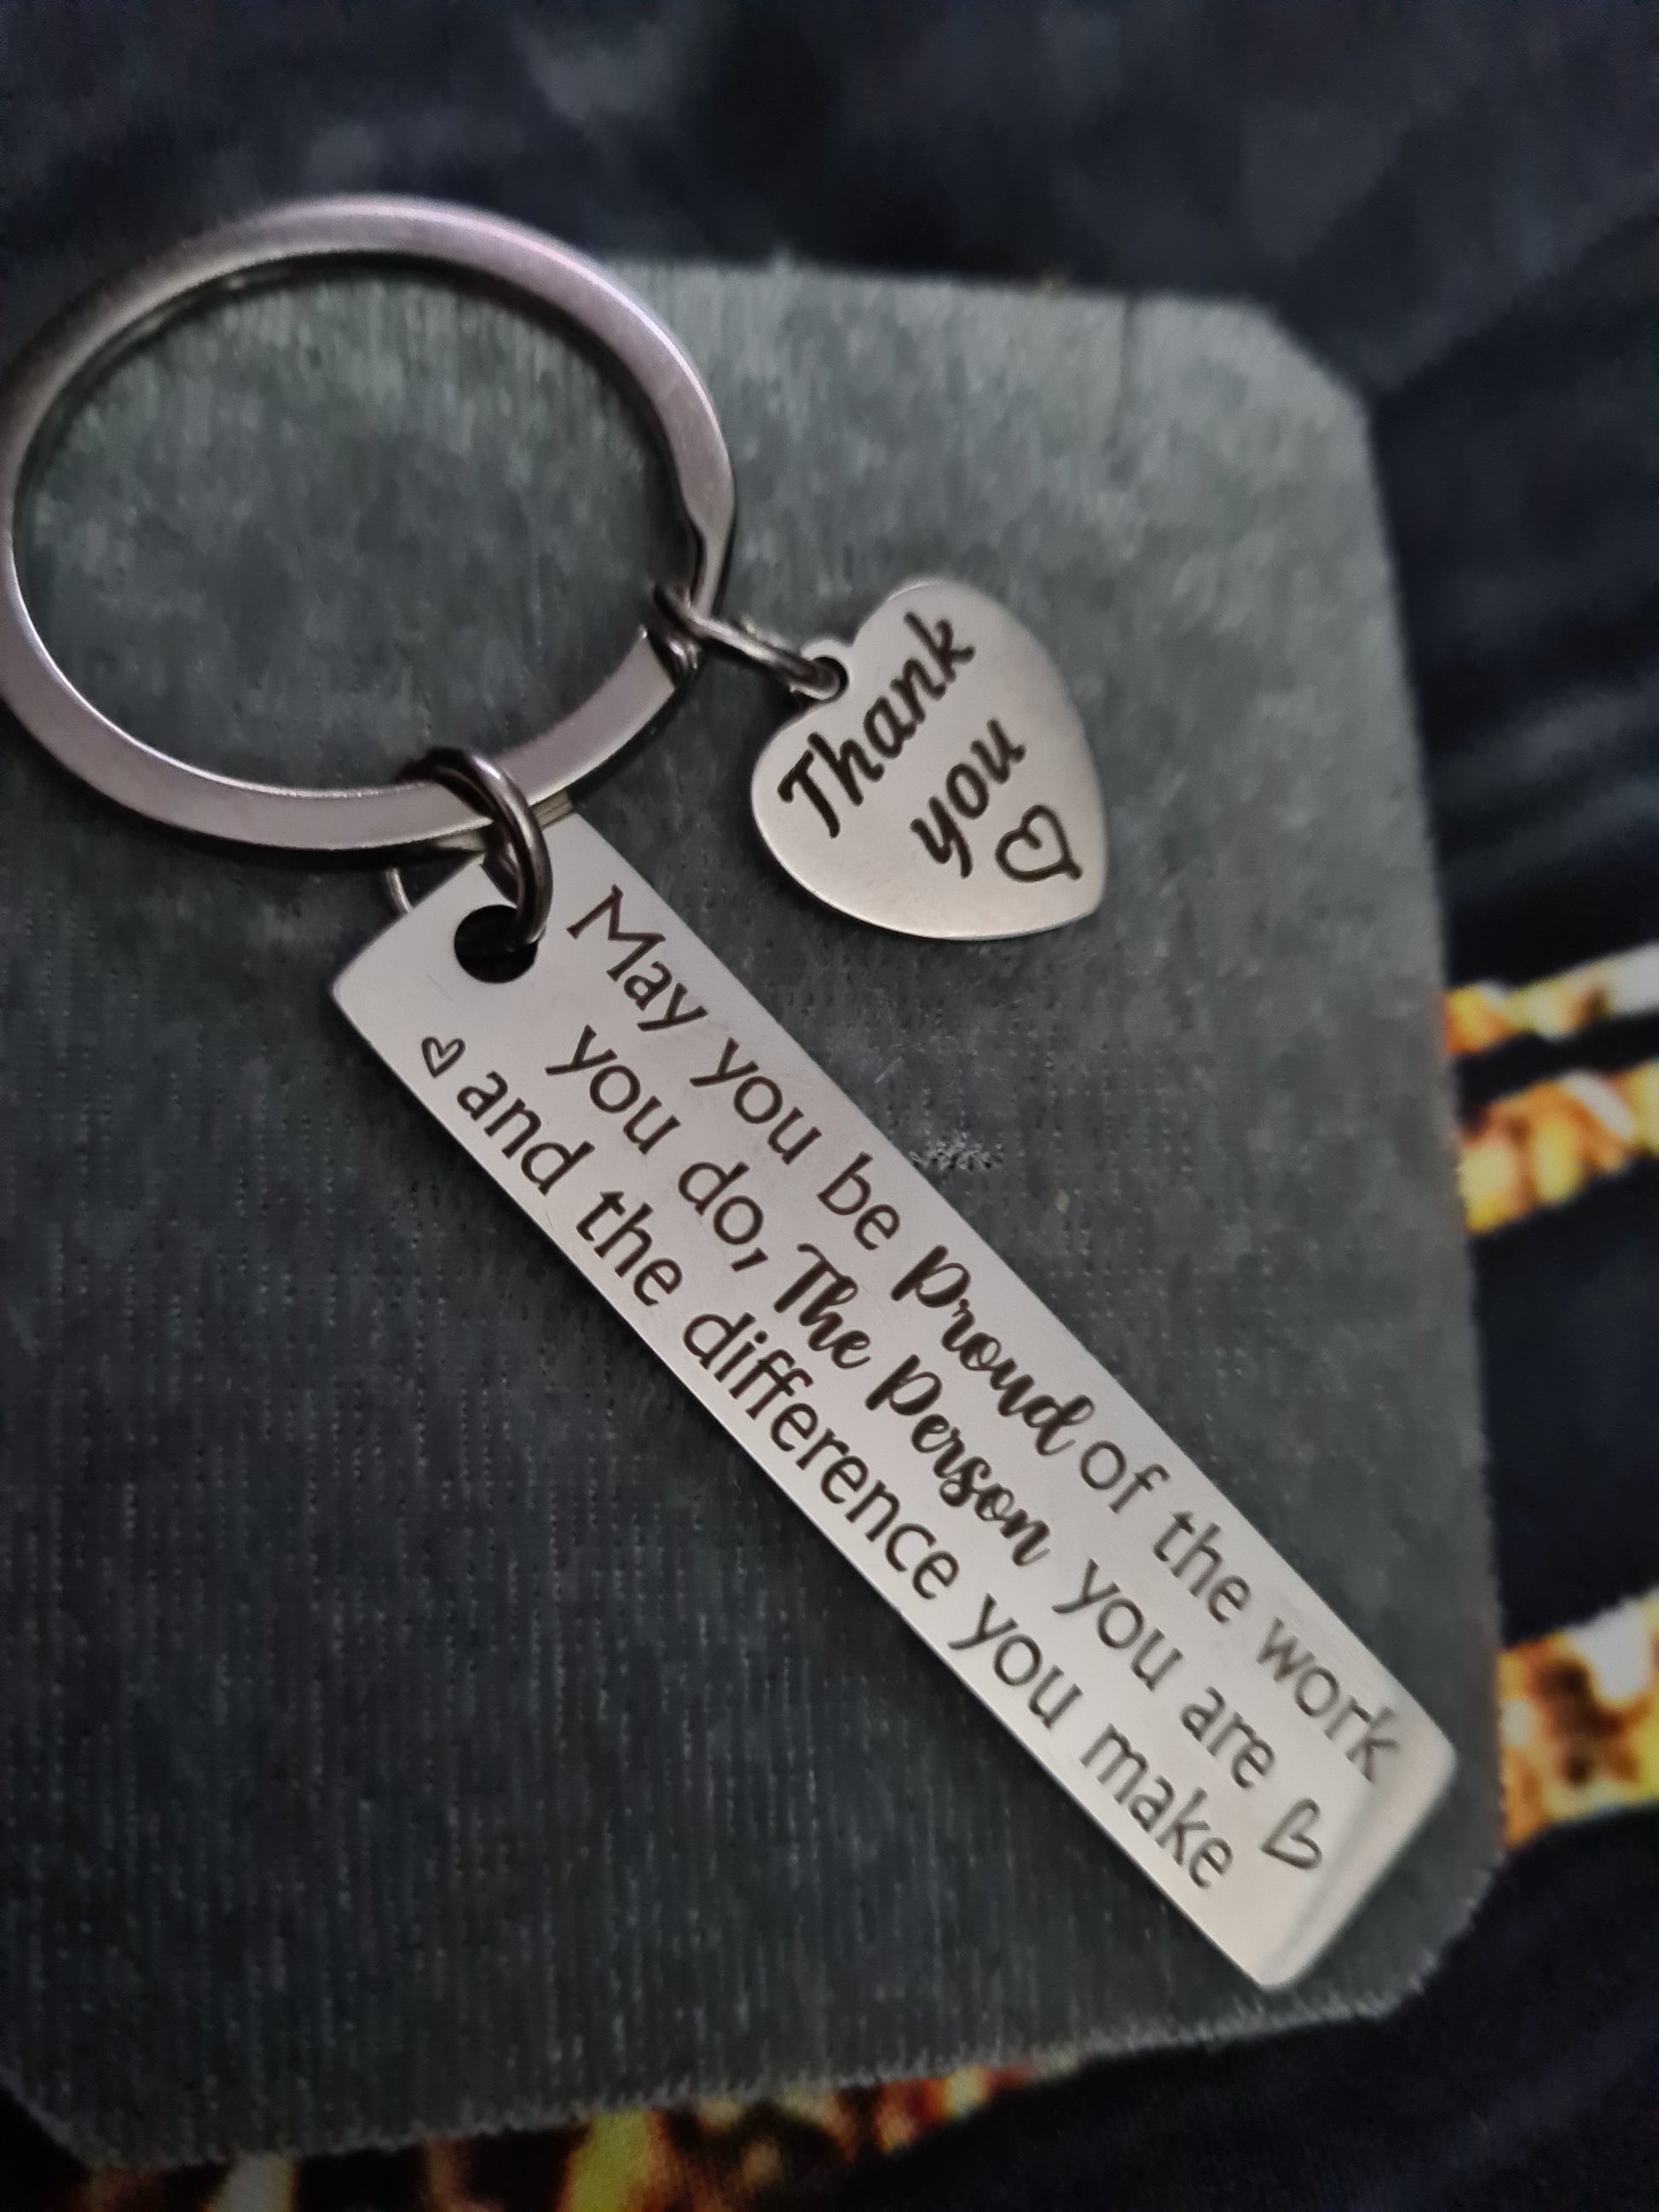 Thank
you
May you be Proud of the work
you do, The Person you are
and the difference you make